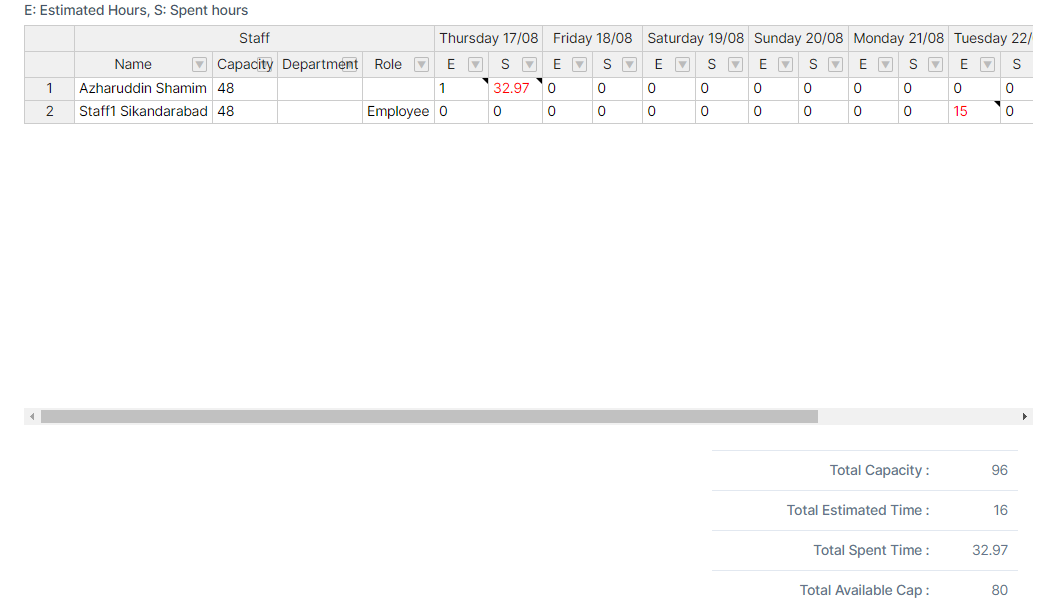 E: Estimated Hours, S: Spent hours
Staff Thursday 17/08 Friday 18/08 Saturday 19/08 Sunday 20/08 Monday 21/08 Tuesday 22/
Name Capacity Department Role E S E S E S E S E S E S
1 Azharuddin Shamim 48 1 32.97 0 0 0 0 0 0 0 0 0 0
2 Staff1 Sikandarabad 48 Employee 0 0 0 0 0 0 0 0 0 0 15 0
Total Capacity : 96
Total Estimated Time : 16
Total Spent Time : 32.97
Total Available Cap : 80